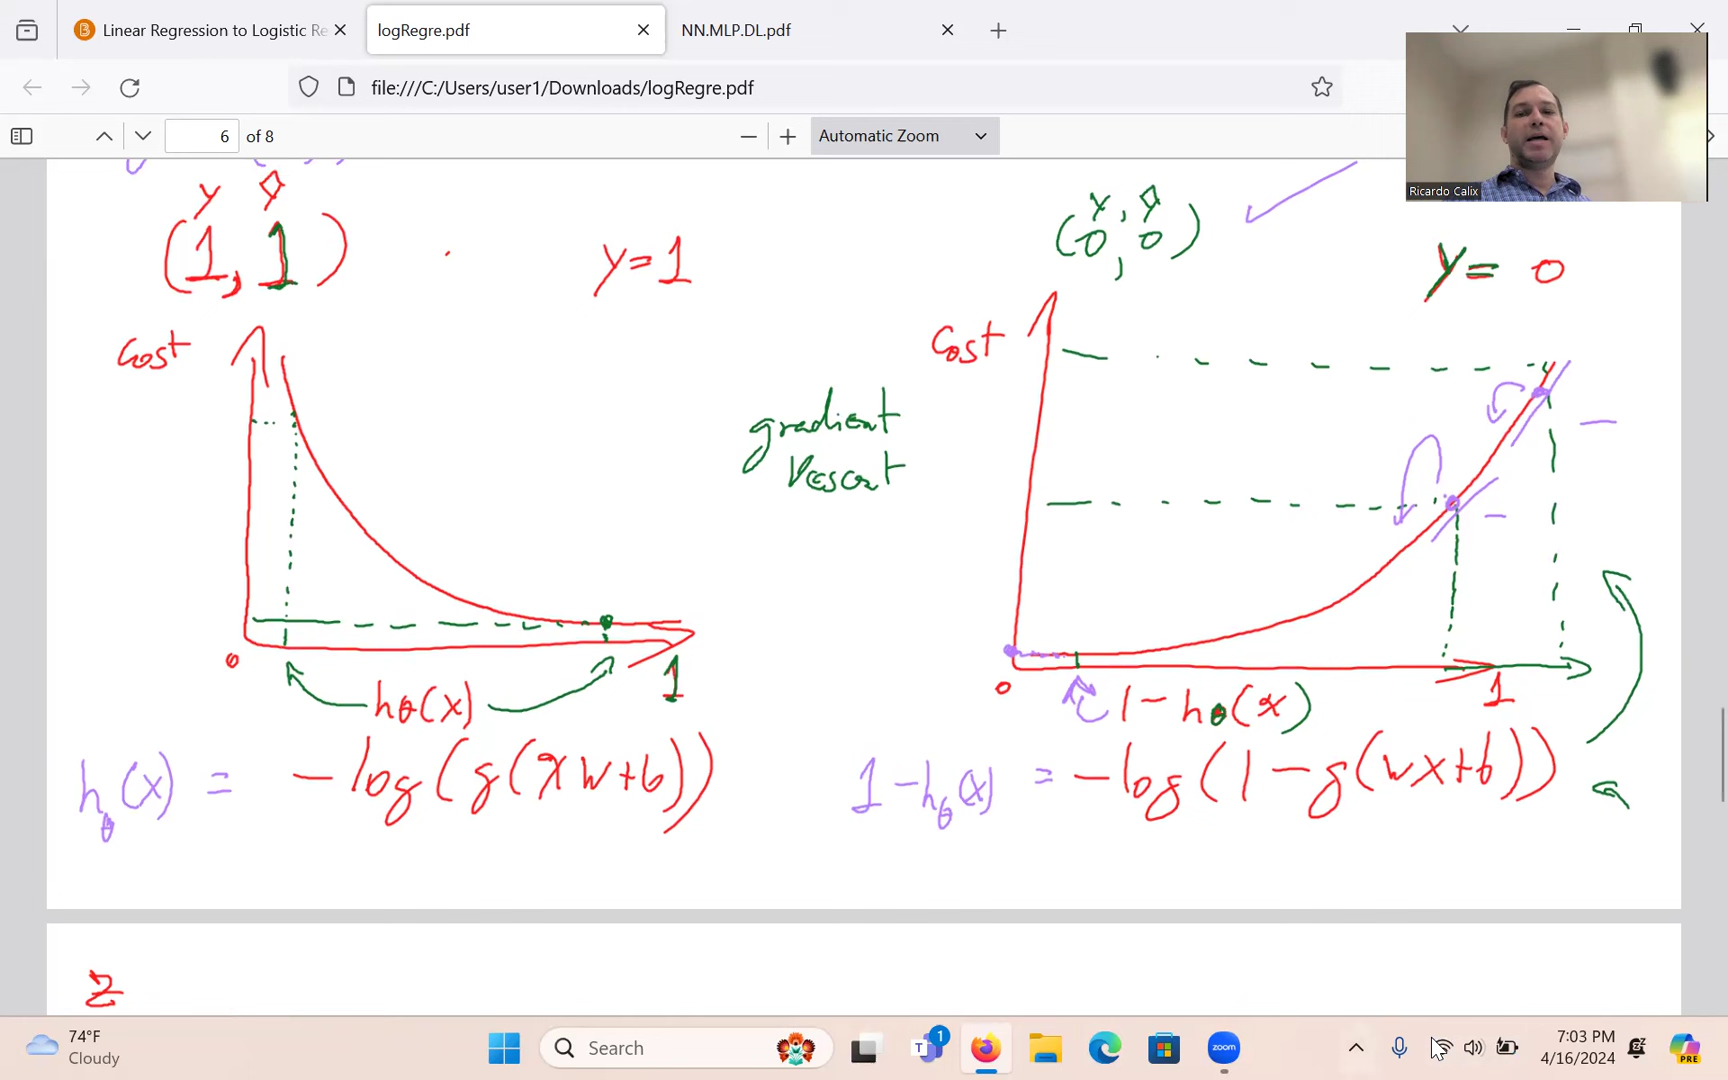 Linear Regression to Logistic Re
logRegre.pdf
NN.MLP.DL.pdf
file:///C:/Users/user1/Downloads/logRegre.pdf
6 of 8
Automatic Zoom
Ricardo Calix
y ŷ
(1, 1)
y=1
y, ŷ
(0, 0)
y= 0
Cost
Cost
gradient
0
1
hθ(x)
0
1
1-hθ(x)
hθ(x) = -log(g(xw+b))
1-hθ(x) = -log(1-g(wx+b))
z
74°F
Cloudy
Search
1
T
zoom
7:03 PM
4/16/2024
PRE